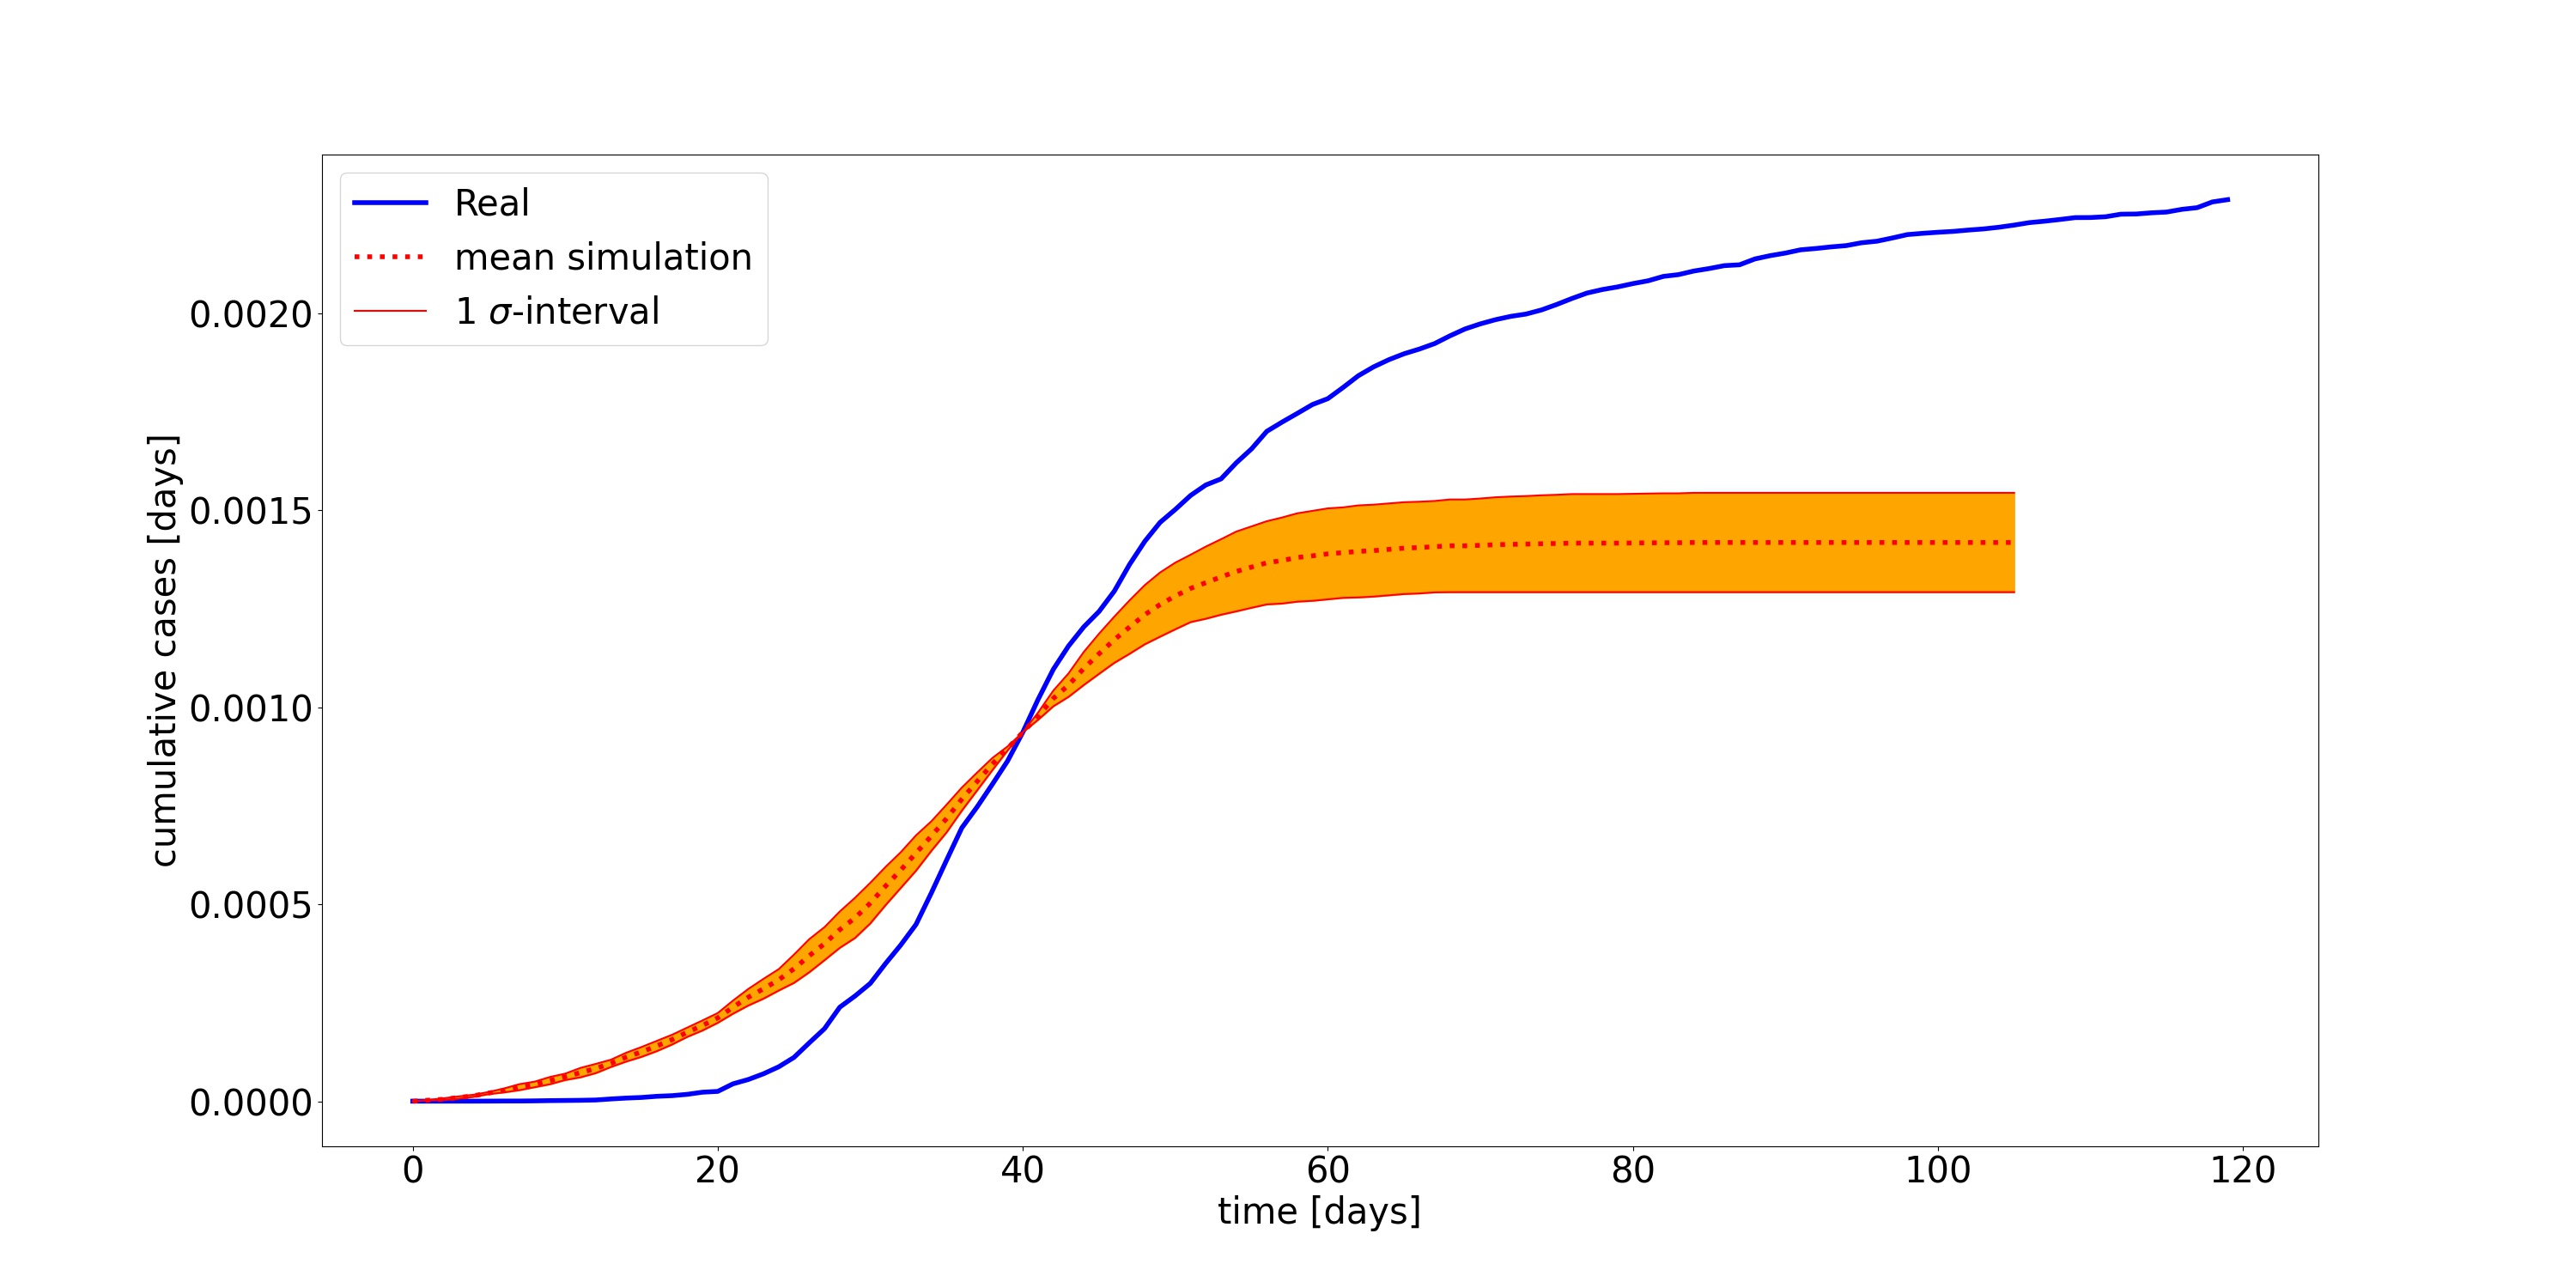 Real
mean simulation
1 σ-interval
0.0020
0.0015
0.0010
0.0005
0.0000
cumulative cases [days]
0 20 40 60 80 100 120
time [days]